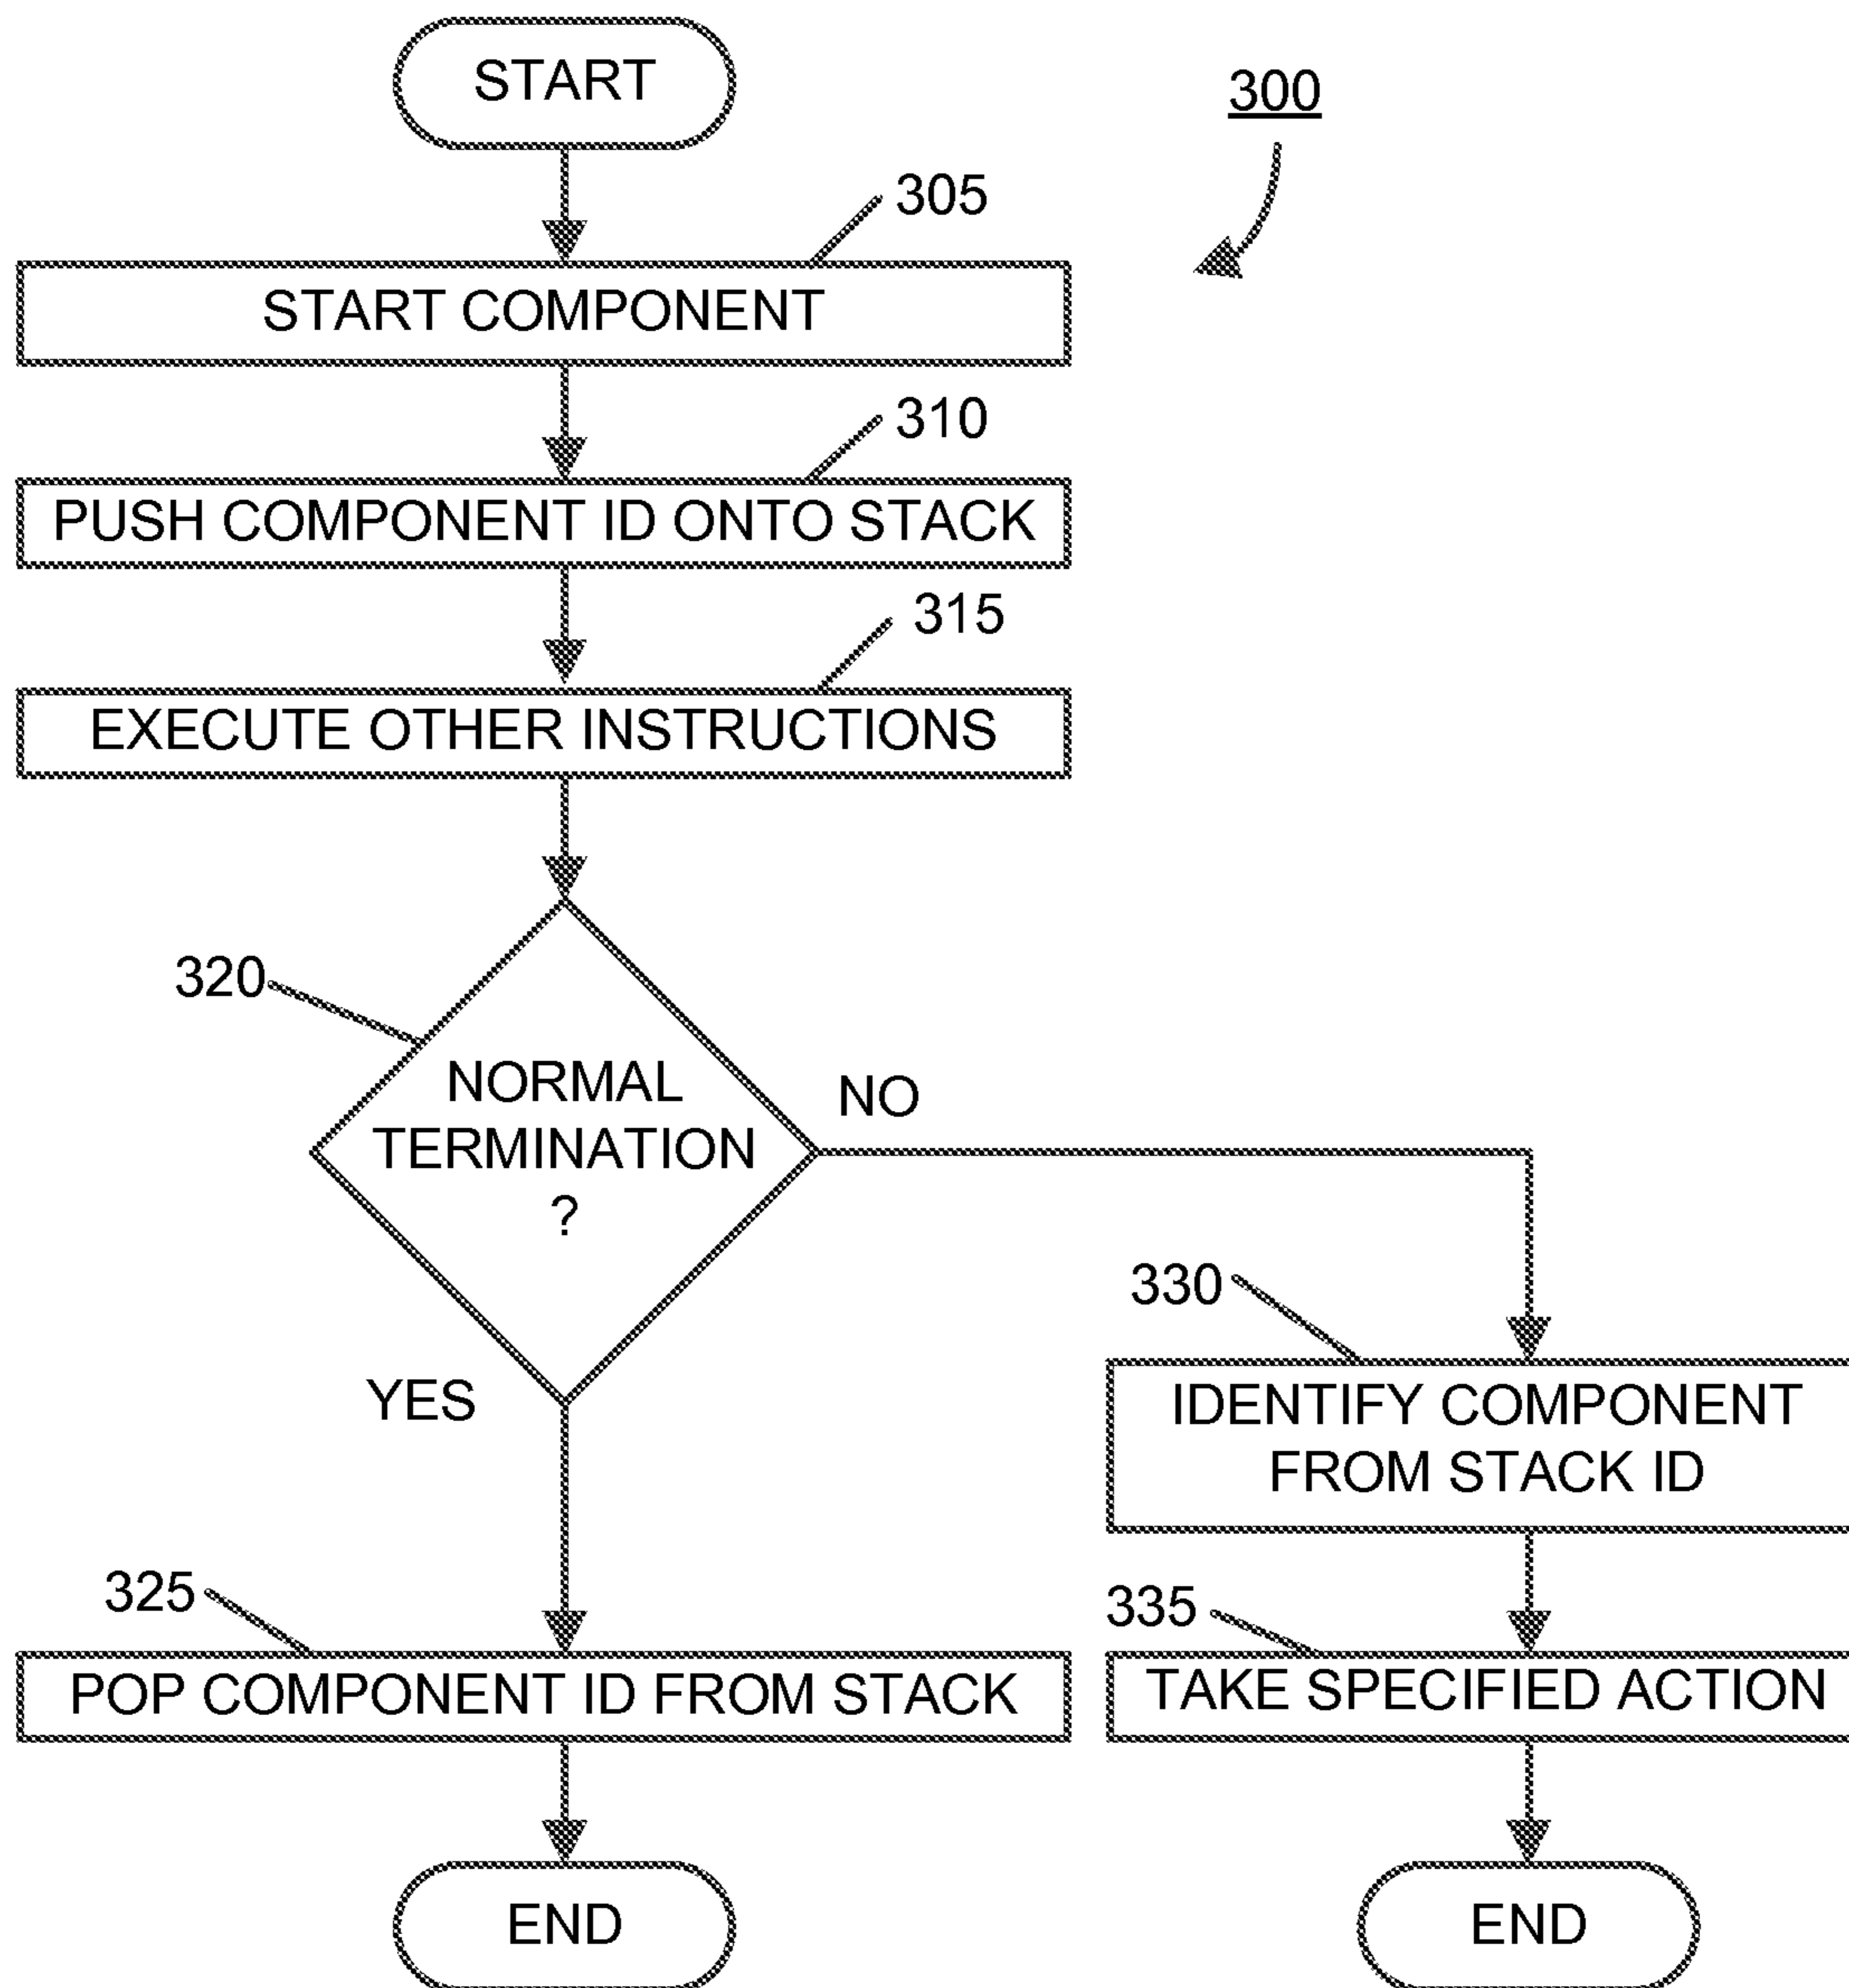 START
300
305
START COMPONENT
310
PUSH COMPONENT ID ONTO STACK
315
EXECUTE OTHER INSTRUCTIONS
320
NORMAL
TERMINATION
?
NO
YES
330
IDENTIFY COMPONENT
FROM STACK ID
325
POP COMPONENT ID FROM STACK
335
TAKE SPECIFIED ACTION
END
END